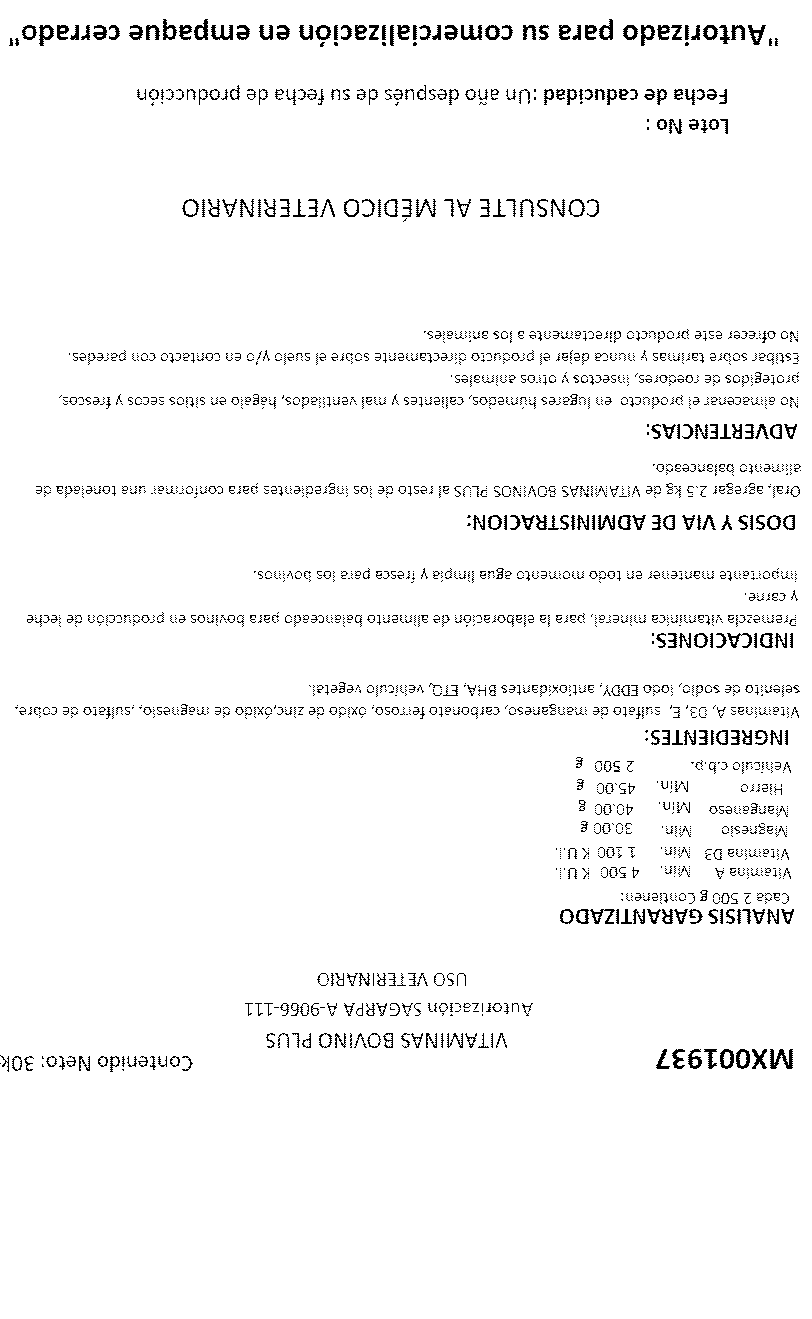 MX001937
Contenido Neto: 30k
VITAMIINAS BOVINO PLUS
Autorización SAGARPA A-9066-111
USO VETERINARIO
ANALISIS GARANTIZADO
Cada 2 500 g Contienen:
Vitamina A Min. 4 500 K U.I.
Vitamina D3 Min. 1 100 K U.I.
Magnesio Min. 30.00 g
Manganeso Min. 40.00 g
Hierro Min. 45.00 g
Vehículo c.b.p. 2 500 g
INGREDIENTES:
Vitaminas A, D3, E, sulfato de manganeso, carbonato ferroso, óxido de zinc,óxido de magnesio, ,sulfato de cobre,
selenito de sodio, Iodo EDDY, antioxidantes BHA, ETQ, vehículo vegetal.
INDICACIONES:
Premezcla vitamínica mineral, para la elaboración de alimento balanceado para bovinos en producción de leche
y carne.
Importante mantener en todo momento agua limpia y fresca para los bovinos.
DOSIS Y VIA DE ADMINISTRACION:
Oral, agregar 2.5 kg de VITAMINAS BOVINOS PLUS al resto de los ingredientes para conformar una tonelada de
alimento balanceado.
ADVERTENCIAS:
No almacenar el producto en lugares húmedos, calientes y mal ventilados, hágalo en sitios secos y frescos,
protegidos de roedores, insectos y otros animales.
Estibar sobre tarimas y nunca dejar el producto directamente sobre el suelo y/o en contacto con paredes.
No ofrecer este producto directamente a los animales.
CONSULTE AL MÉDICO VETERINARIO
Lote No :
Fecha de caducidad :Un año después de su fecha de producción
"Autorizado para su comercialización en empaque cerrado"